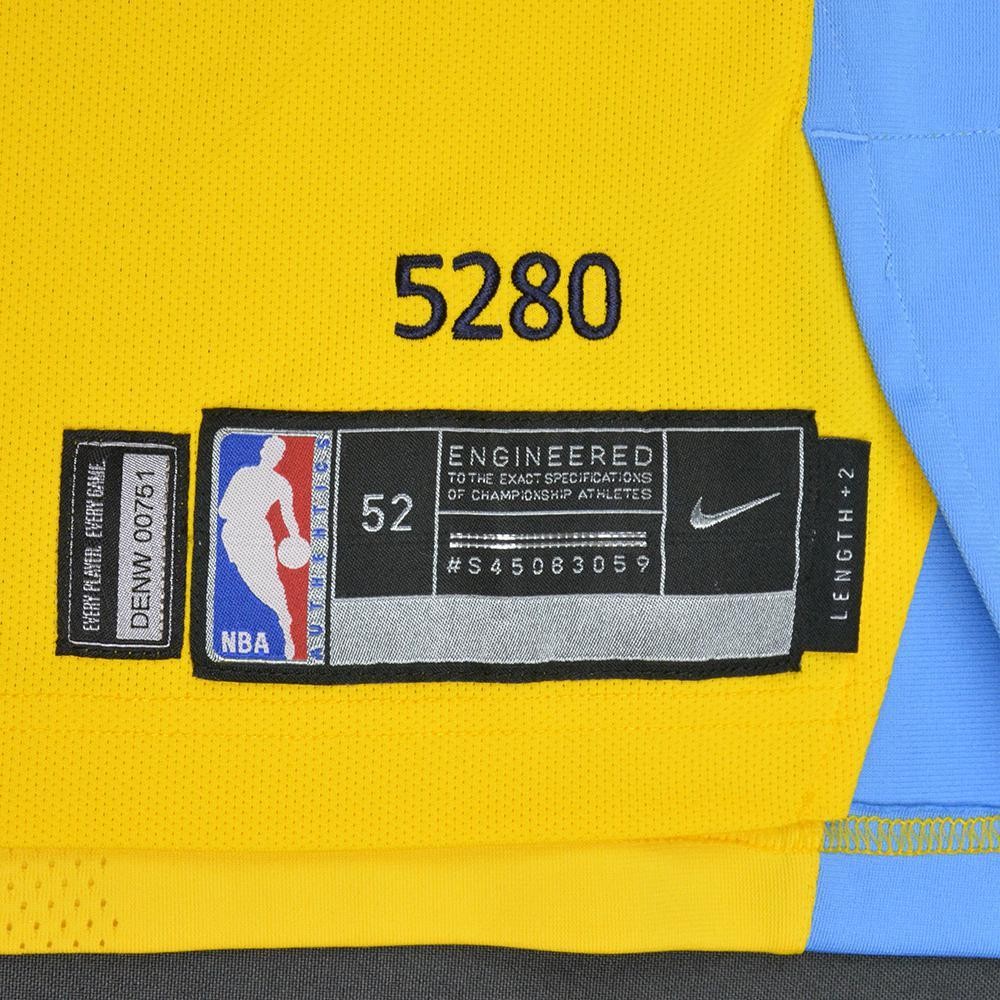 5280
EVERY PLAYER. EVERY GAME.
DENW 00751
NBA
AUTHENTICS
52
ENGINEERED
TO THE EXACT SPECIFICATIONS
OF CHAMPIONSHIP ATHLETES
#S45083059
LENGTH+2